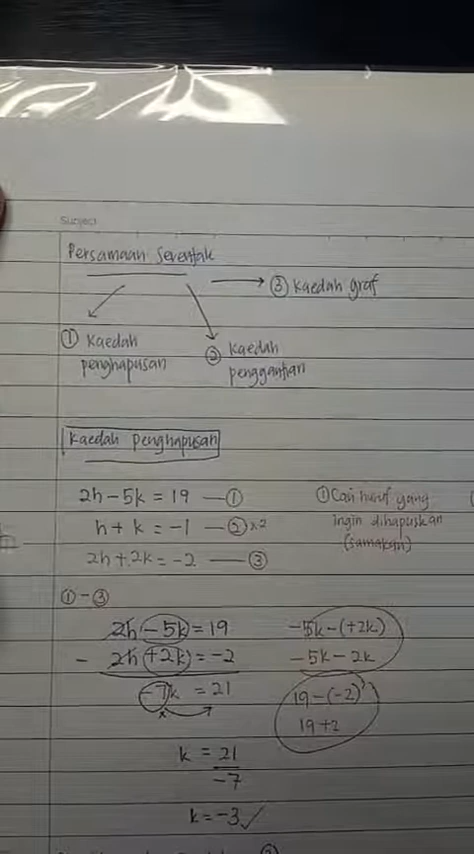 Subject
Persamaan Serentak
③ Kaedah graf
① Kaedah
penghapusan
② Kaedah
penggantian
Kaedah Penghapusan
2h - 5k = 19 — ①
h + k = -1 — ② ×2
2h + 2k = -2 — ③
① Cari huruf yang
ingin dihapuskan
(samakan)
① - ③
2h - 5k = 19
- 2h + 2k = -2
-7k = 21
-5k - (+2k)
-5k - 2k
19 - (-2)
19 + 2
k = 21
-7
k = -3 ✓